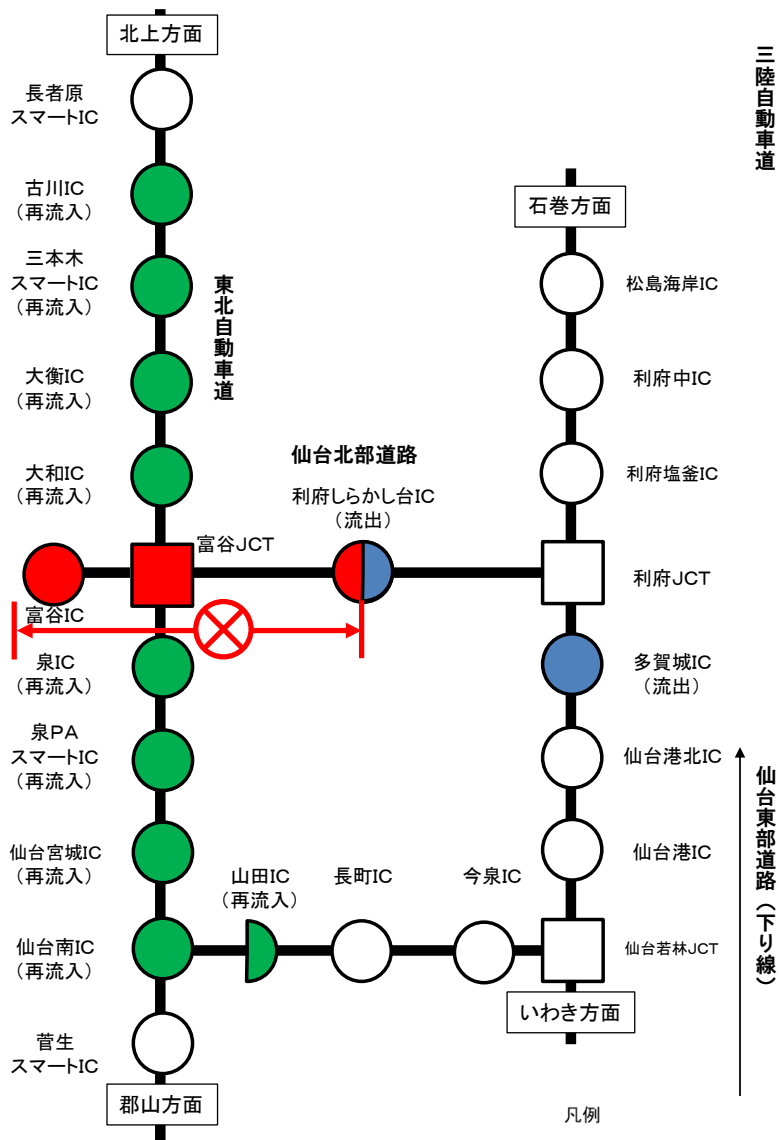 北上方面
長者原
スマートIC
古川IC
(再流入)
三本木
スマートIC
(再流入)
大衡IC
(再流入)
大和IC
(再流入)
東北自動車道
富谷JCT
富谷IC
仙台北部道路
利府しらかし台IC
(流出)
泉IC
(再流入)
泉PA
スマートIC
(再流入)
仙台宮城IC
(再流入)
仙台南IC
(再流入)
菅生
スマートIC
郡山方面
山田IC
(再流入)
長町IC
今泉IC
三陸自動車道
石巻方面
松島海岸IC
利府中IC
利府塩釜IC
利府JCT
多賀城IC
(流出)
仙台港北IC
仙台港IC
仙台若林JCT
いわき方面
仙台東部道路(下り線)
凡例